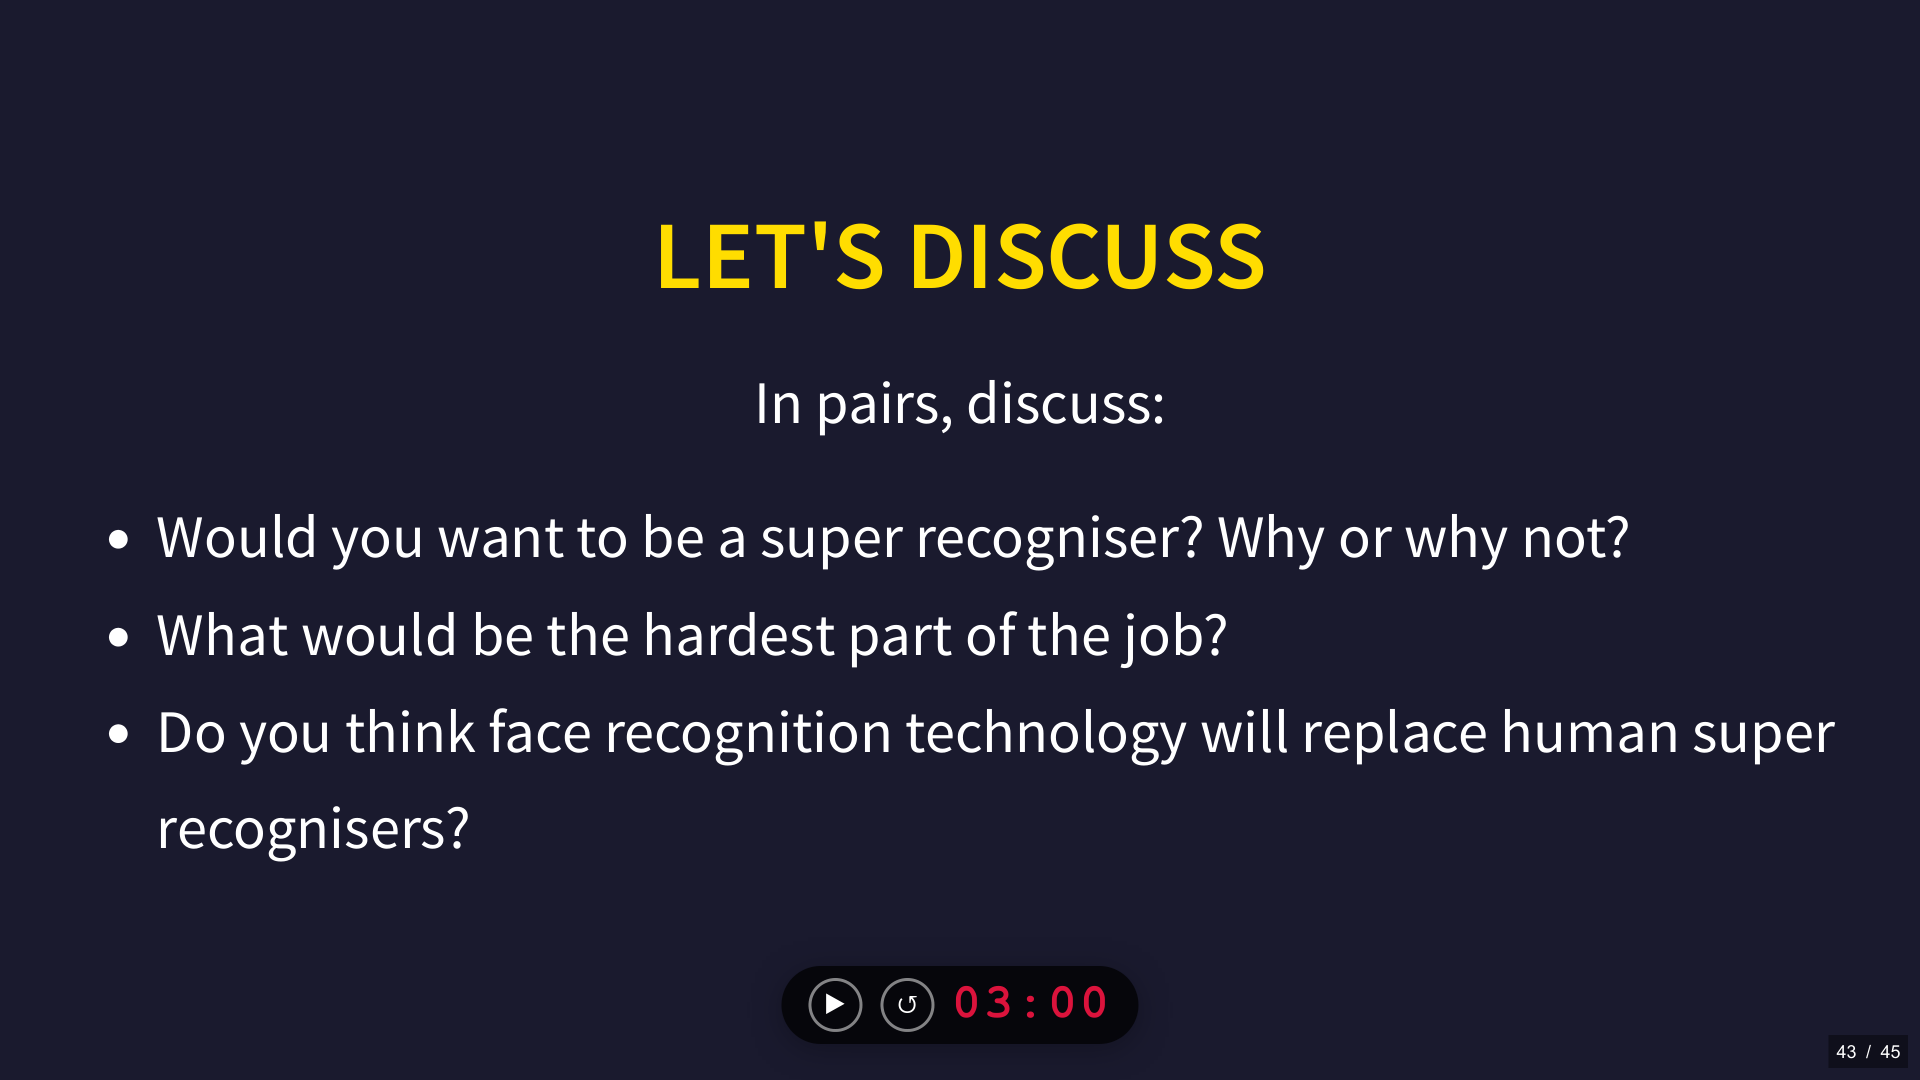 LET'S DISCUSS
In pairs, discuss:
• Would you want to be a super recogniser? Why or why not?
• What would be the hardest part of the job?
• Do you think face recognition technology will replace human super
recognisers?
03:00
43 / 45